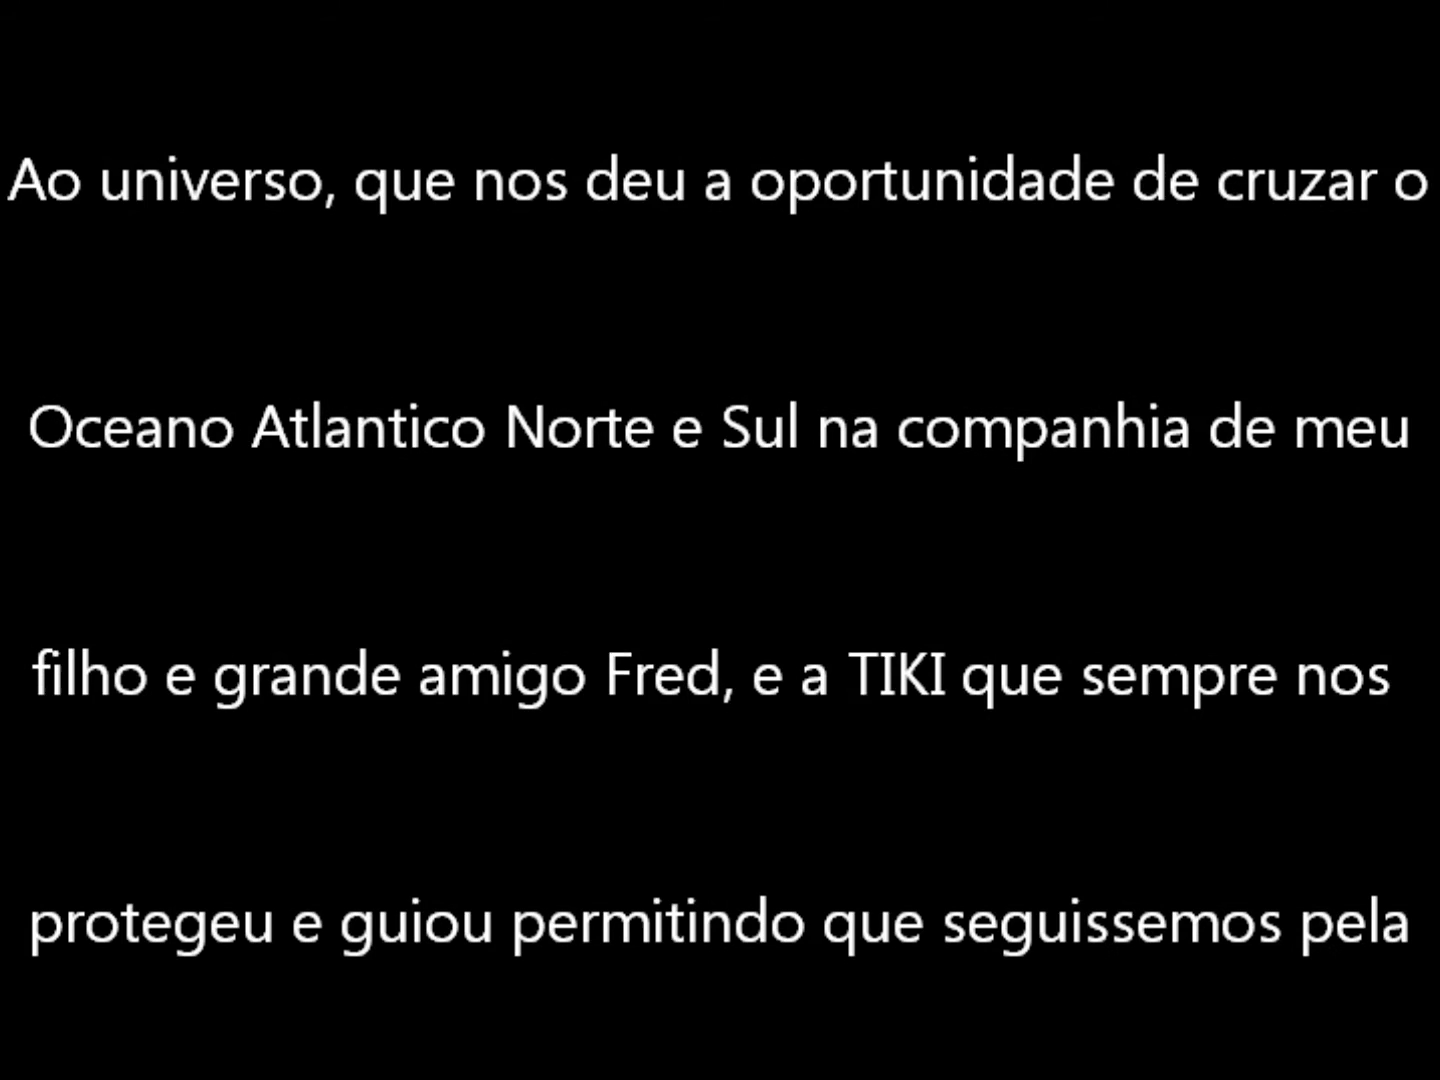 Ao universo, que nos deu a oportunidade de cruzar o
Oceano Atlantico Norte e Sul na companhia de meu
filho e grande amigo Fred, e a TIKI que sempre nos
protegeu e guiou permitindo que seguissemos pela